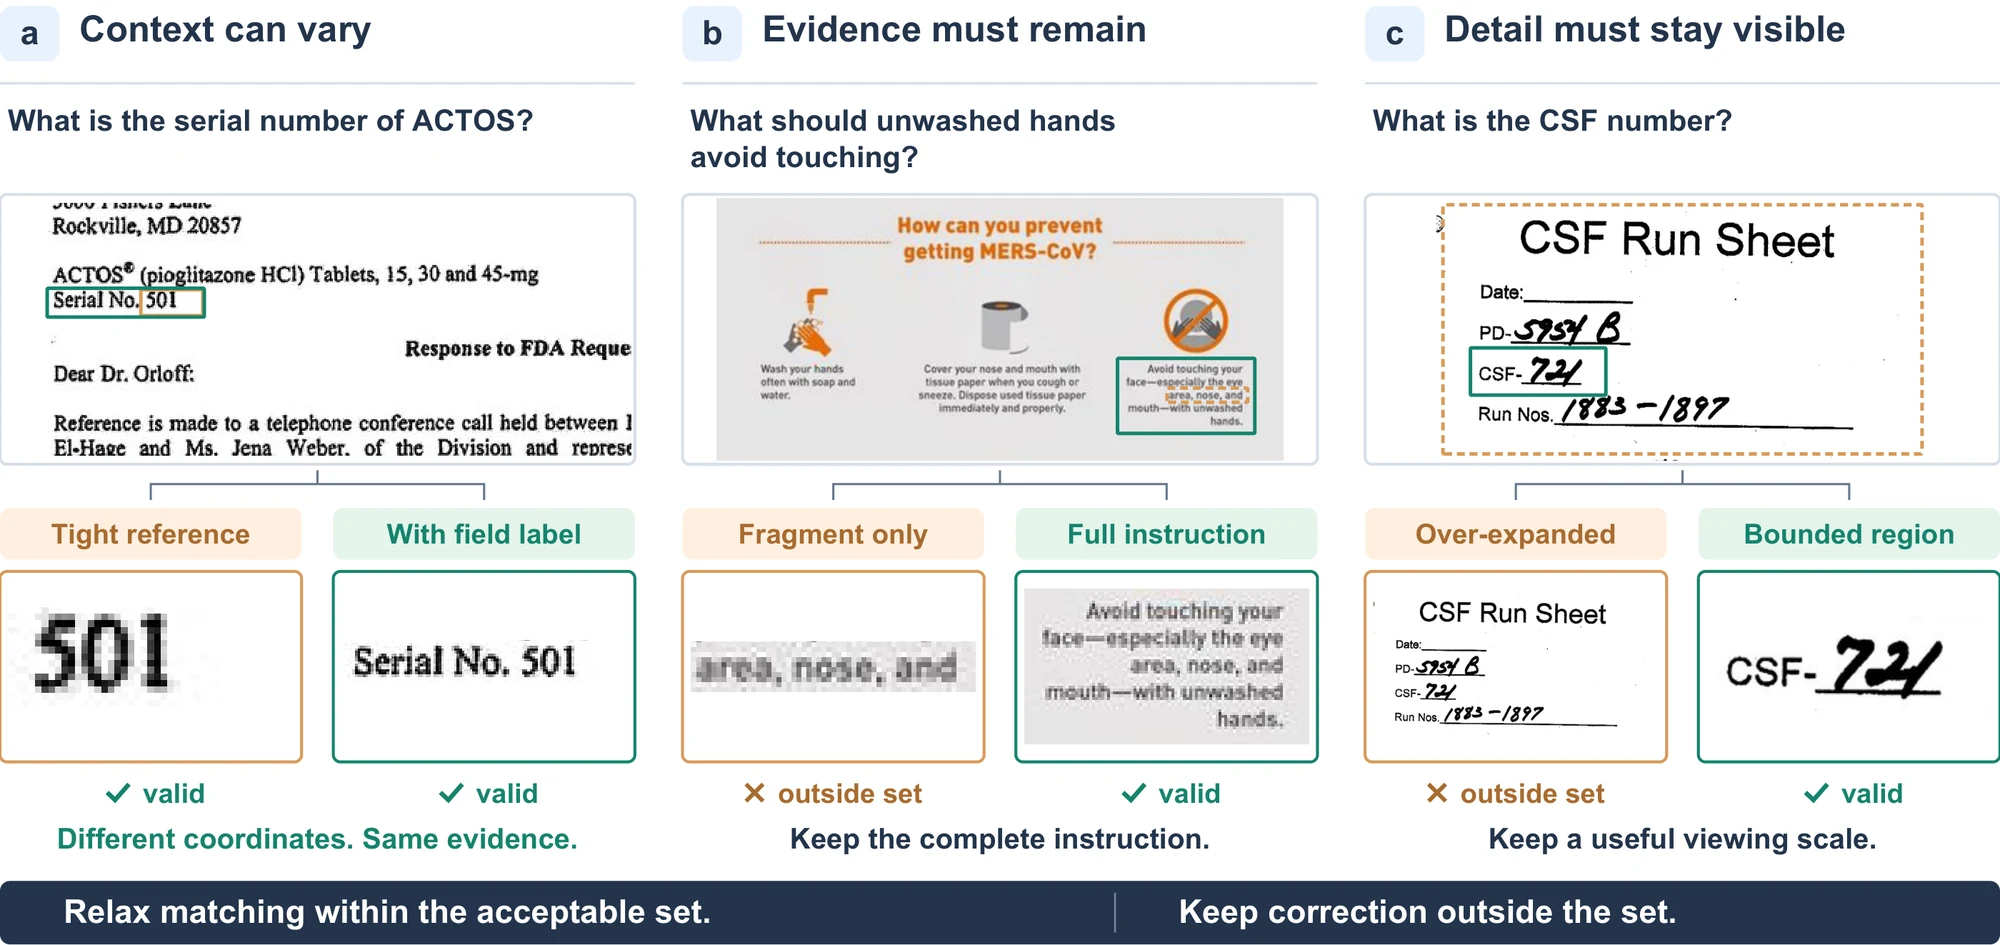 a Context can vary
What is the serial number of ACTOS?
Rockville, MD 20857
ACTOS® (pioglitazone HCl) Tablets, 15, 30 and 45-mg
Serial No. 501
Response to FDA Reque
Dear Dr. Orloff:
Reference is made to a telephone conference call held between
El-Hage and Ms. Jena Weber, of the Division and represe
Tight reference
With field label
501
Serial No. 501
✓ valid
✓ valid
Different coordinates. Same evidence.
b Evidence must remain
What should unwashed hands
avoid touching?
How can you prevent
getting MERS-CoV?
Wash your hands
often with soap and
water.
Cover your nose and mouth with
tissue paper when you cough or
sneeze. Dispose used tissue paper
immediately and properly.
Avoid touching your
face—especially the eye
area, nose, and
mouth—with unwashed
hands.
Fragment only
Full instruction
area, nose, and
Avoid touching your
face—especially the eye
area, nose, and
mouth—with unwashed
hands.
✕ outside set
✓ valid
Keep the complete instruction.
c Detail must stay visible
What is the CSF number?
CSF Run Sheet
Date:
PD-5954 B
CSF-721
Run Nos. 1883-1897
Over-expanded
Bounded region
CSF Run Sheet
Date:
PD-5954 B
CSF-721
Run Nos. 1883-1897
CSF-721
✕ outside set
✓ valid
Keep a useful viewing scale.
Relax matching within the acceptable set.
Keep correction outside the set.